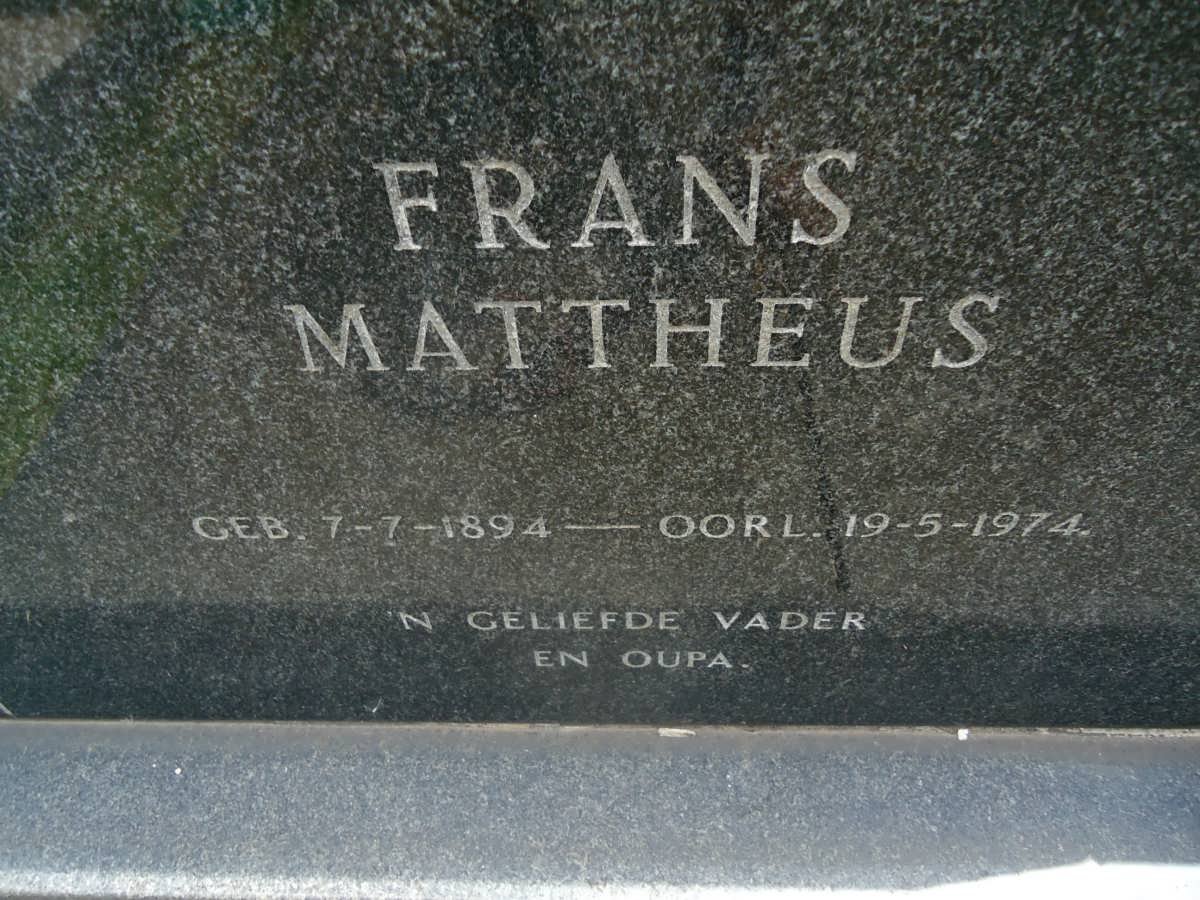 FRANS
MATTHEUS
GEB. 7-7-1894 — OORL. 19-5-1974.
'N GELIEFDE VADER
EN OUPA.